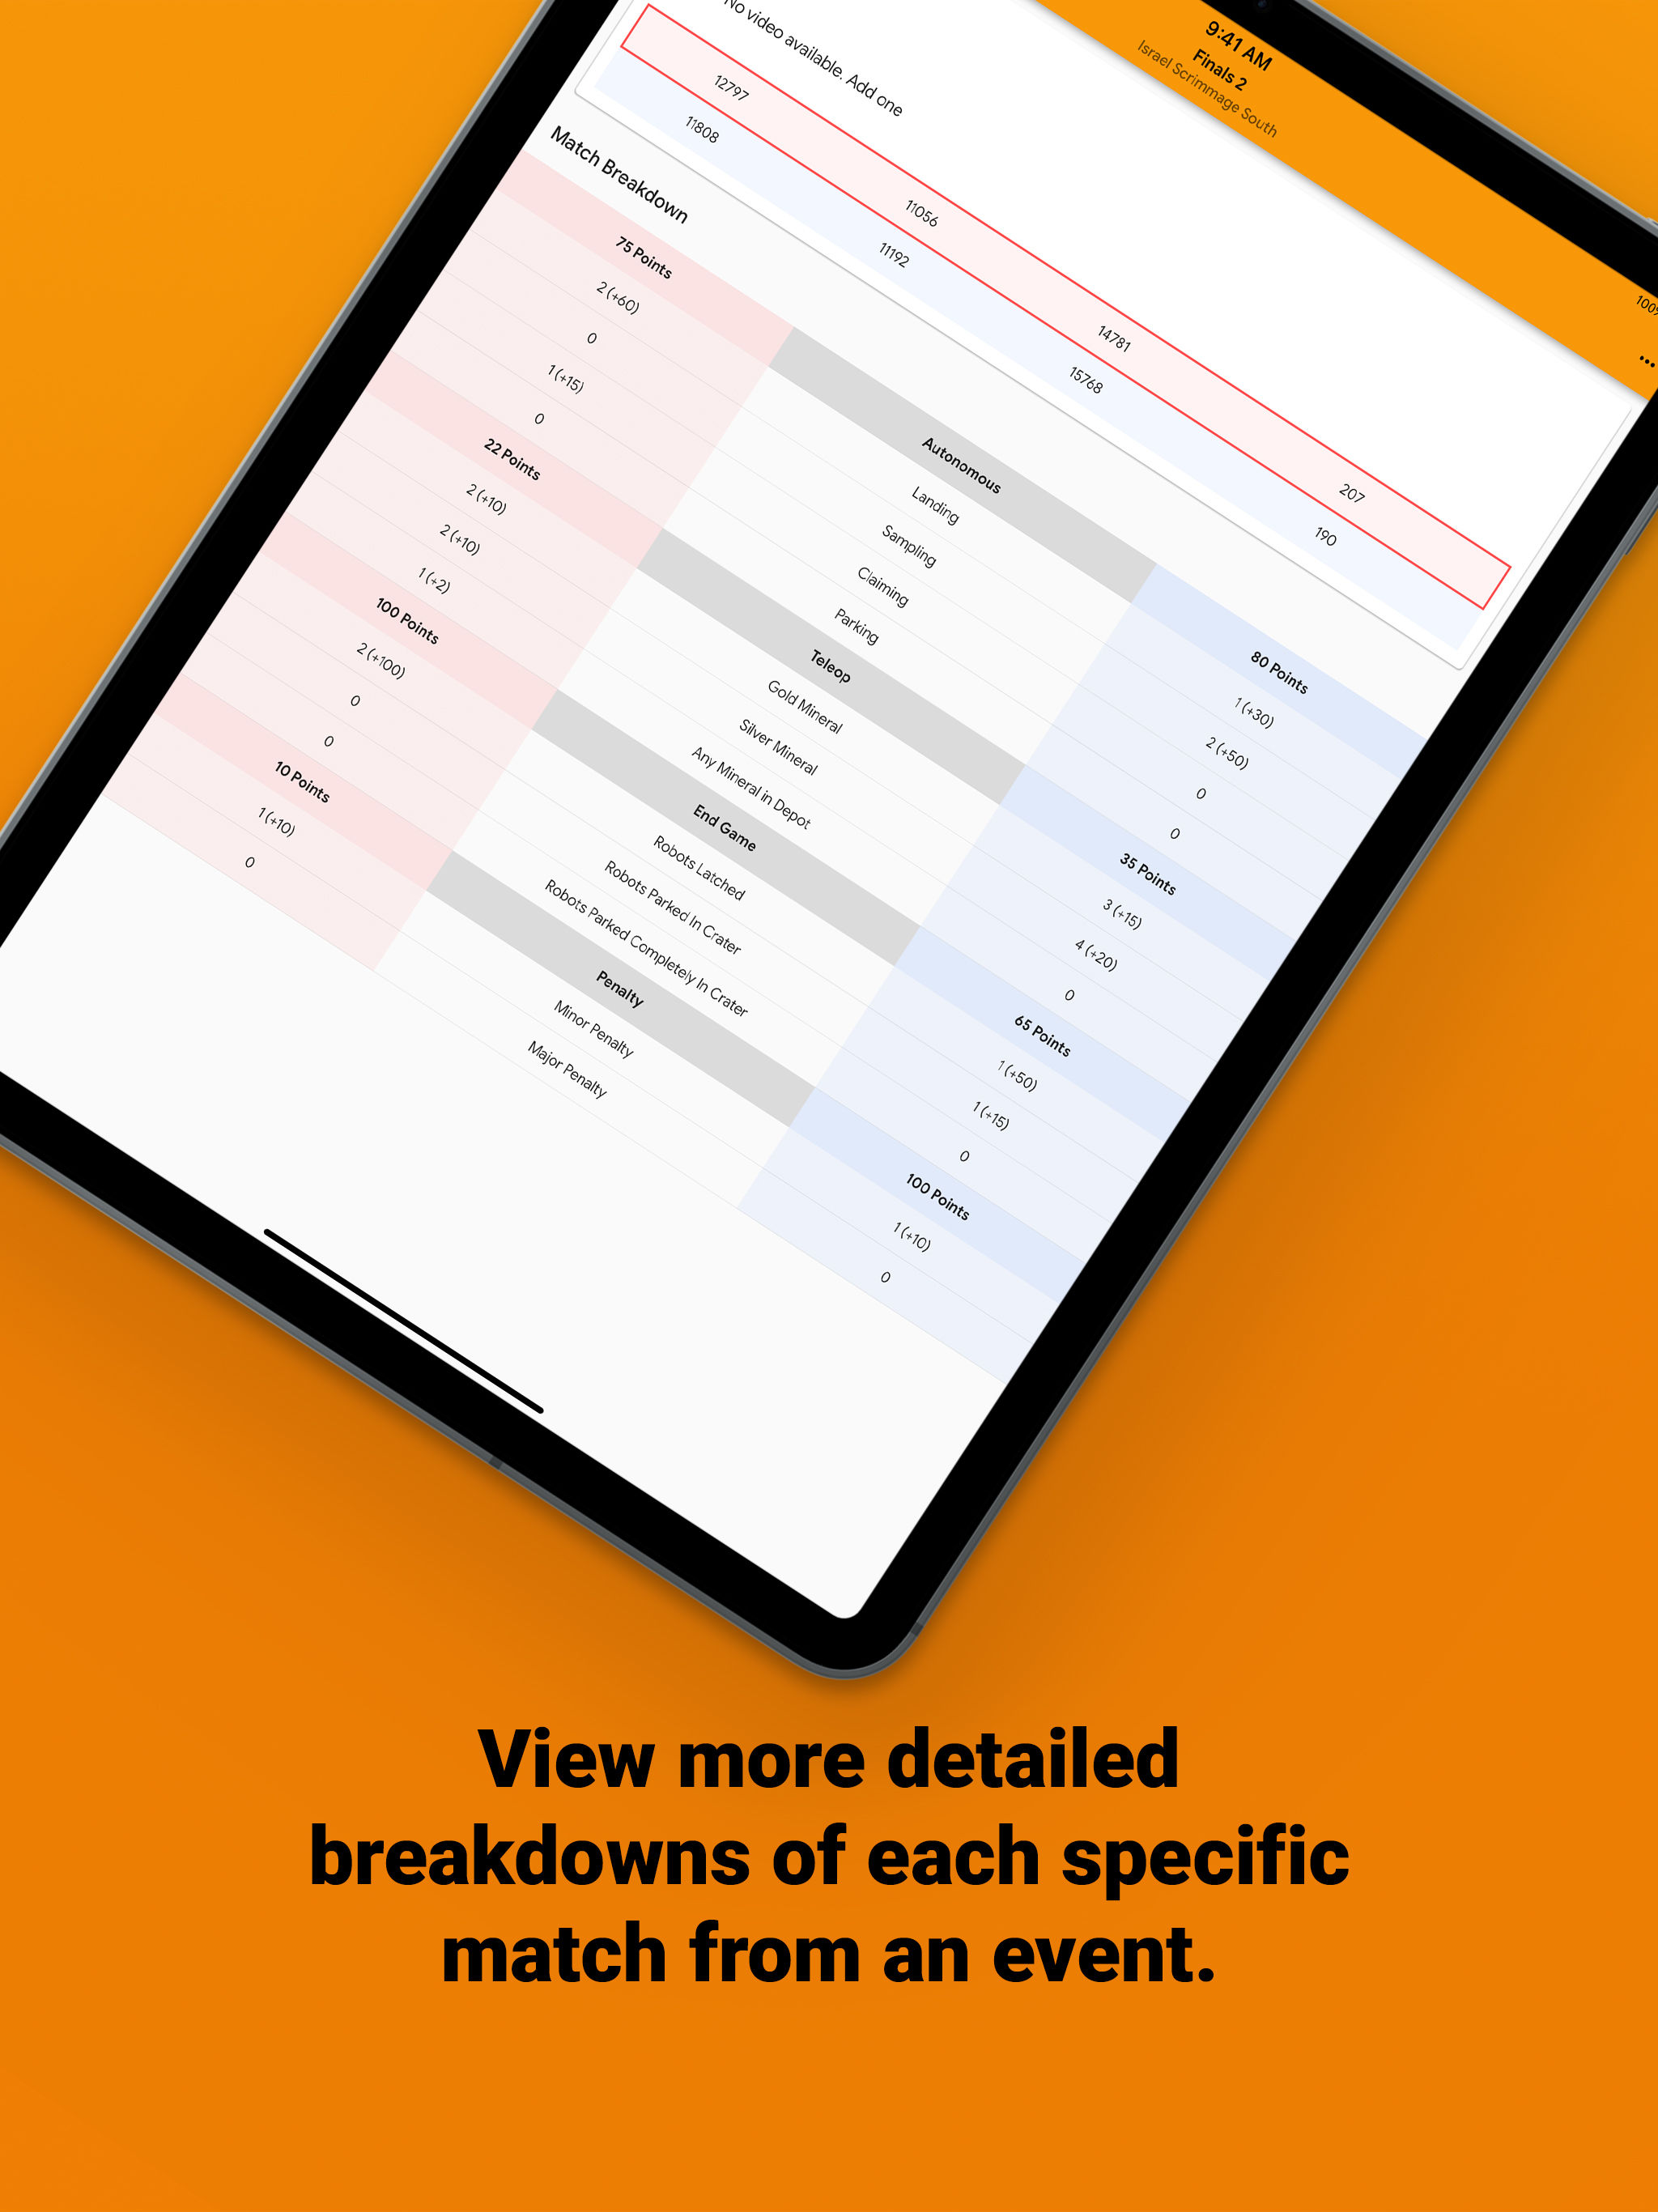 9:41 AM
100%
Finals 2
Israel Scrimmage South
...
No video available. Add one
12797 11056 14781 207
11808 11192 15768 190
Match Breakdown
75 Points Autonomous 80 Points
2 (+60) Landing 1 (+30)
0 Sampling 2 (+50)
1 (+15) Claiming 0
0 Parking 0
22 Points Teleop 35 Points
2 (+10) Gold Mineral 3 (+15)
2 (+10) Silver Mineral 4 (+20)
1 (+2) Any Mineral in Depot 0
100 Points End Game 65 Points
2 (+100) Robots Latched 1 (+50)
0 Robots Parked In Crater 1 (+15)
0 Robots Parked Completely In Crater 0
10 Points Penalty 100 Points
1 (+10) Minor Penalty 1 (+10)
0 Major Penalty 0
View more detailed
breakdowns of each specific
match from an event.